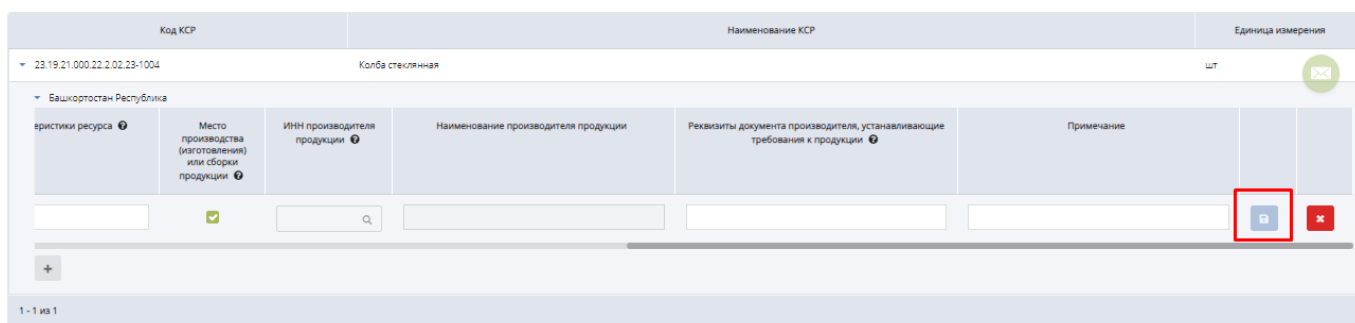 Код КСР Наименование КСР Единица измерения
23.19.21.000.22.2.02.23-1004 Колба стеклянная шт
Башкортостан Республика
еристики ресурса ? Место ИНН производителя Наименование производителя продукции Реквизиты документа производителя, устанавливающие Примечание
производства продукции ? требования к продукции ?
(изготовления)
или сборки
продукции ?
+
1 - 1 из 1